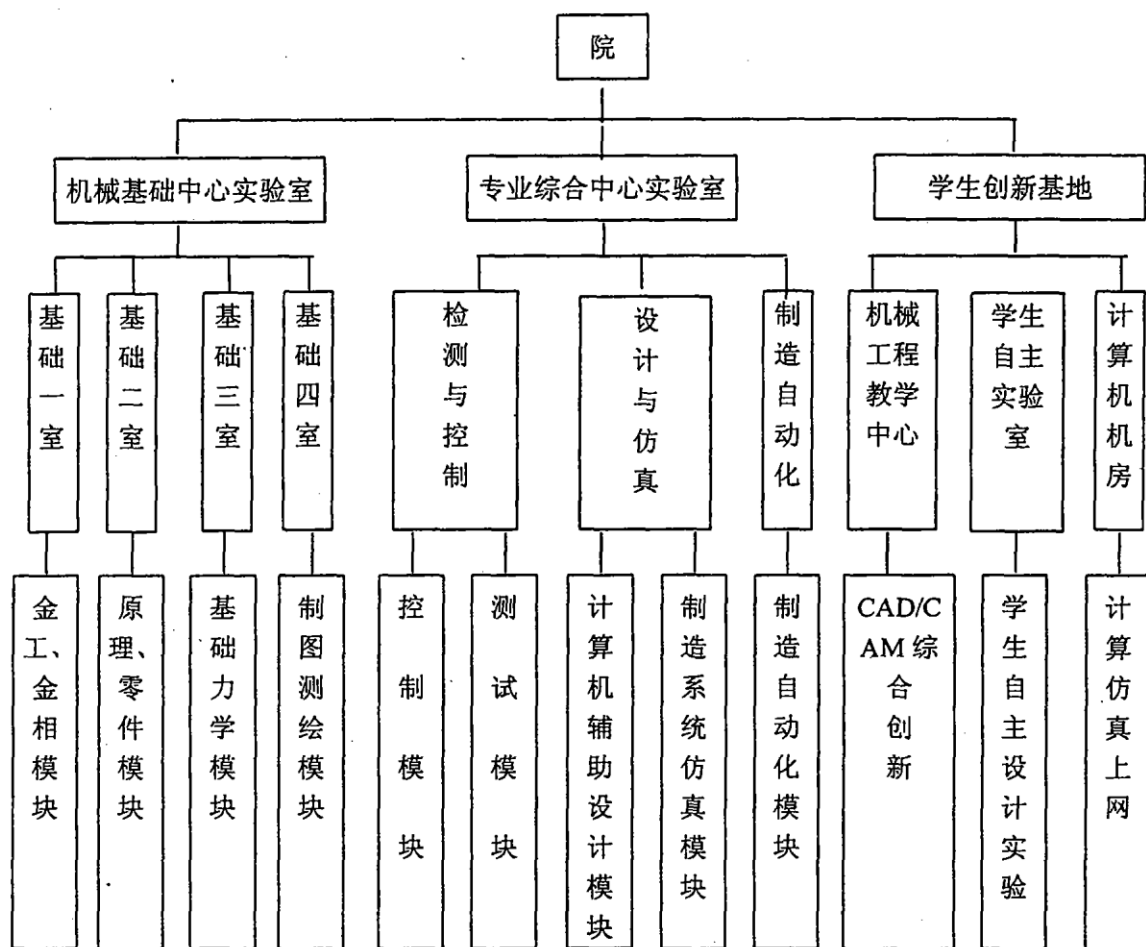 院
机械基础中心实验室
专业综合中心实验室
学生创新基地
基础一室
基础二室
基础三室
基础四室
检测与控制
设计与仿真
制造自动化
机械
工程
教学
中心
学生
自主
实验
室
计算机机房
金工、金相模块
原理、零件模块
基础力学模块
制图测绘模块
控制模块
测试模块
计算机辅助设计模块
制造系统仿真模块
制造自动化模块
CAD/C
AM 综
合
创
新
学生自主设计实验
计算仿真上网